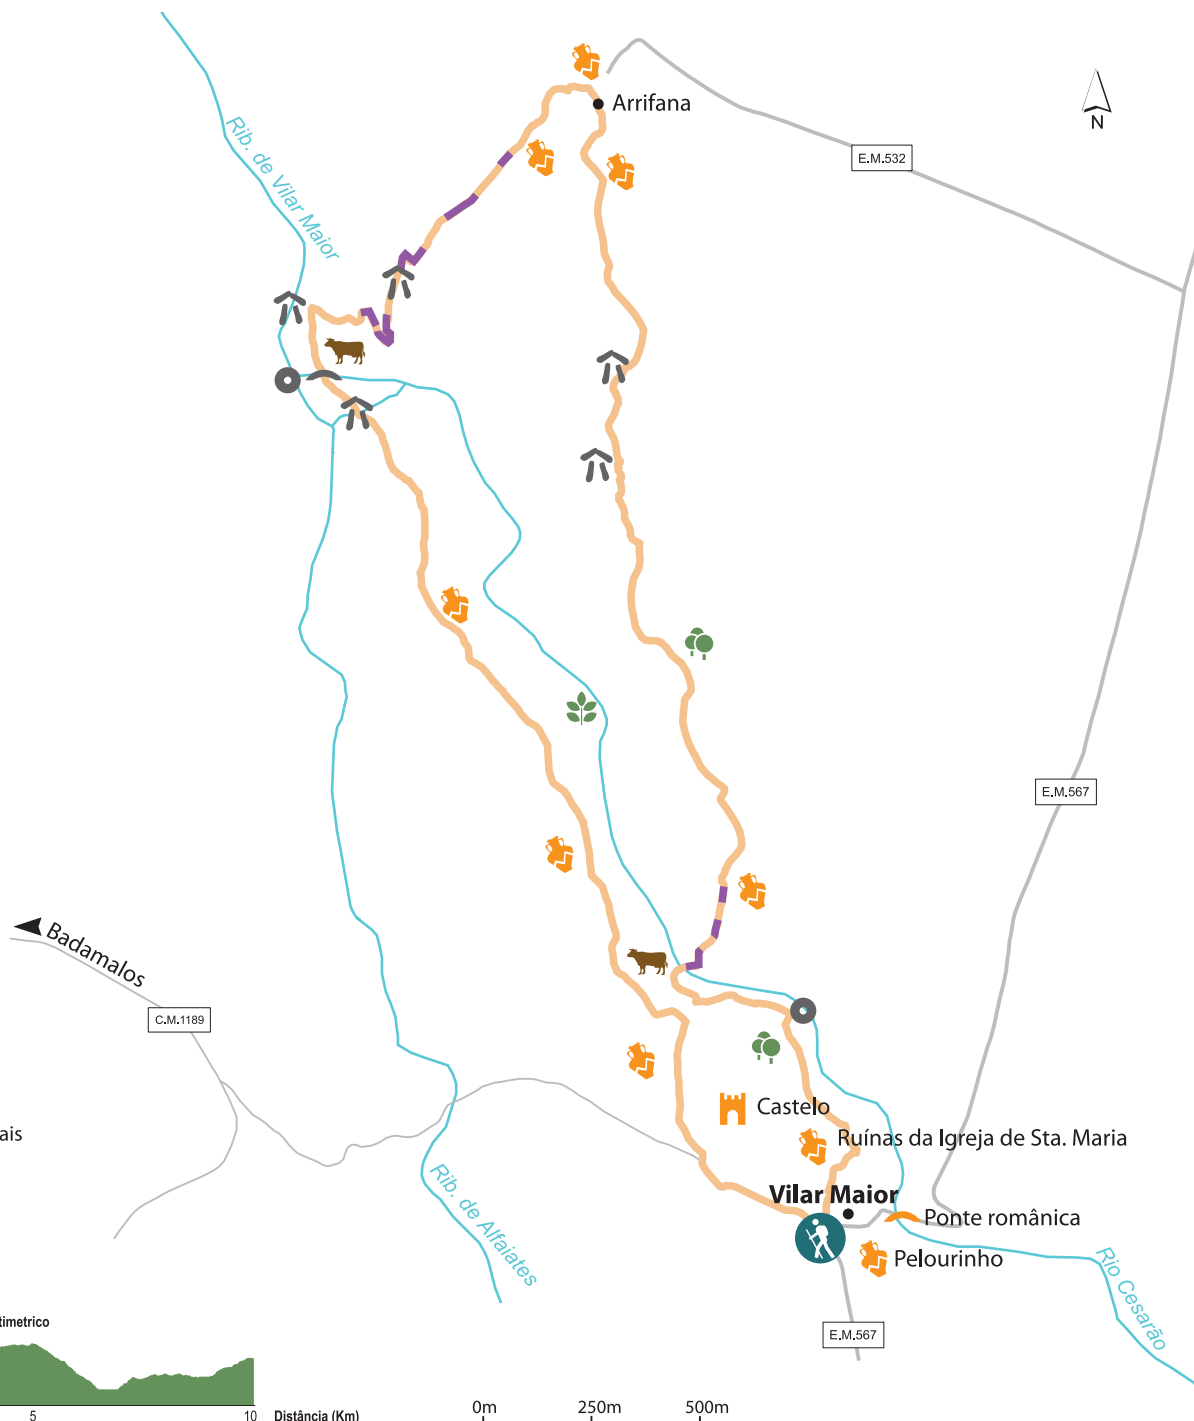 Arrifana
N
E.M.532
Rib. de Vilar Maior
E.M.567
Badamalos
C.M.1189
Castelo
ais
Ruínas da Igreja de Sta. Maria
Vilar Maior
Ponte românica
Rib. de Alfaiates
Pelourinho
Rio Cesarão
E.M.567
timetrico
0m 250m 500m
5 10 Distância (Km)